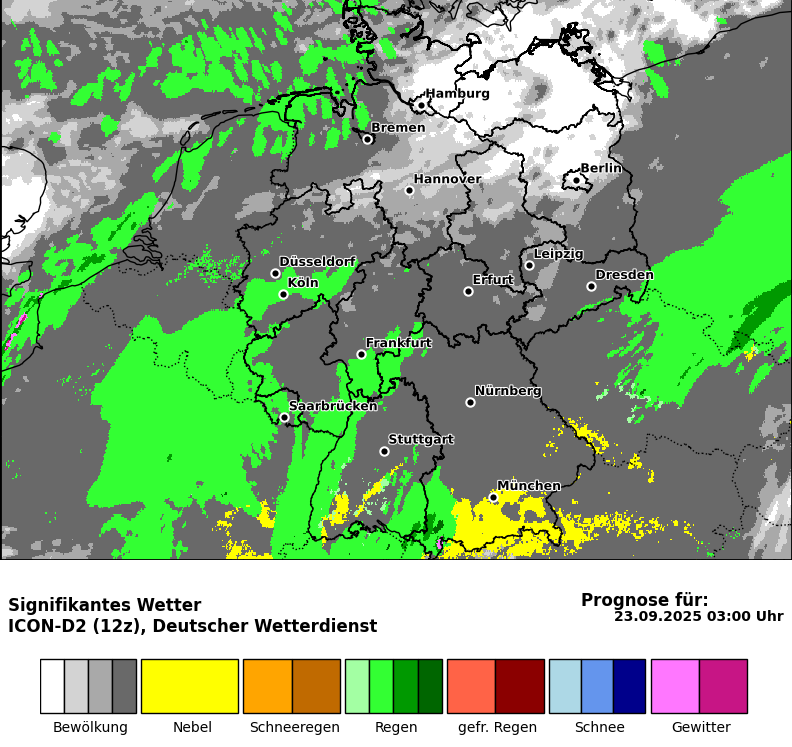 Hamburg
Bremen
Berlin
Hannover
Leipzig
Düsseldorf
Dresden
Erfurt
Köln
Frankfurt
Nürnberg
Saarbrücken
Stuttgart
München
Signifikantes Wetter
ICON-D2 (12z), Deutscher Wetterdienst
Prognose für:
23.09.2025 03:00 Uhr
Bewölkung Nebel Schneeregen Regen gefr. Regen Schnee Gewitter